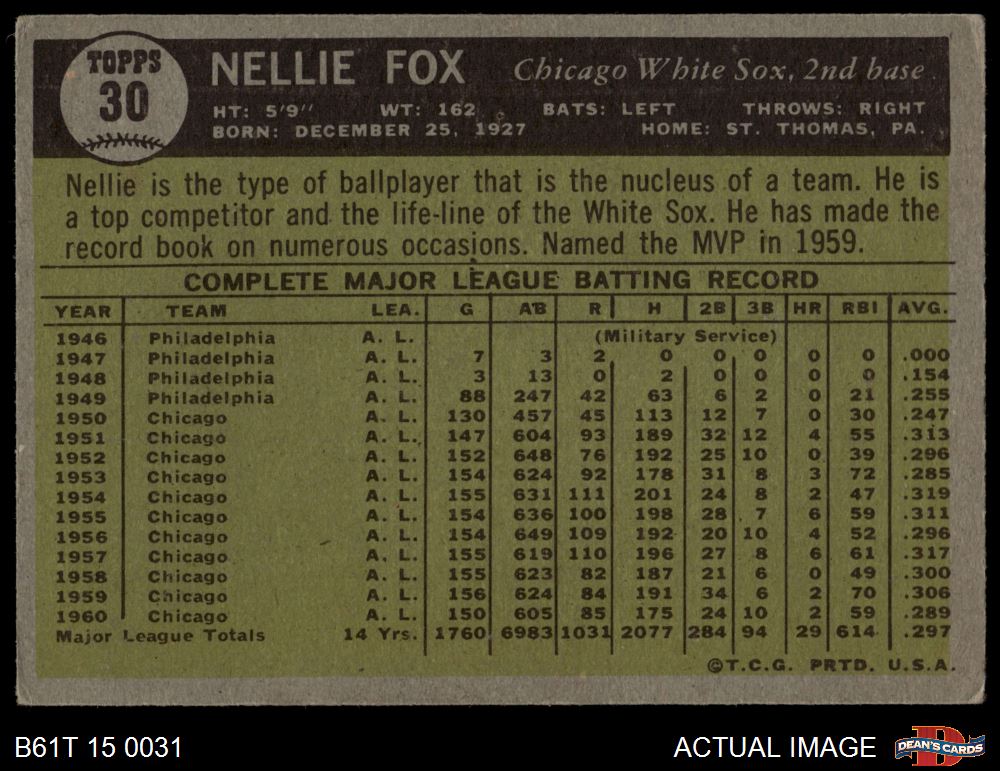 TOPPS
30
NELLIE FOX Chicago White Sox, 2nd base
HT: 5'9" WT: 162 BATS: LEFT THROWS: RIGHT
BORN: DECEMBER 25, 1927 HOME: ST. THOMAS, PA.
Nellie is the type of ballplayer that is the nucleus of a team. He is
a top competitor and the life-line of the White Sox. He has made the
record book on numerous occasions. Named the MVP in 1959.
COMPLETE MAJOR LEAGUE BATTING RECORD
YEAR TEAM LEA. G AB R H 2B 3B HR RBI AVG.
1946 Philadelphia A. L. (Military Service)
1947 Philadelphia A. L. 7 3 2 0 0 0 0 0 .000
1948 Philadelphia A. L. 3 13 0 2 0 0 0 0 .154
1949 Philadelphia A. L. 88 247 42 63 6 2 0 21 .255
1950 Chicago A. L. 130 457 45 113 12 7 0 30 .247
1951 Chicago A. L. 147 604 93 189 32 12 4 55 .313
1952 Chicago A. L. 152 648 76 192 25 10 0 39 .296
1953 Chicago A. L. 154 624 92 178 31 8 3 72 .285
1954 Chicago A. L. 155 631 111 201 24 8 2 47 .319
1955 Chicago A. L. 154 636 100 198 28 7 6 59 .311
1956 Chicago A. L. 154 649 109 192 20 10 4 52 .296
1957 Chicago A. L. 155 619 110 196 27 8 6 61 .317
1958 Chicago A. L. 155 623 82 187 21 6 0 49 .300
1959 Chicago A. L. 156 624 84 191 34 6 2 70 .306
1960 Chicago A. L. 150 605 85 175 24 10 2 59 .289
Major League Totals 14 Yrs. 1760 6983 1031 2077 284 94 29 614 .297
©T.C.G. PRTD. U.S.A.
B61T 15 0031 ACTUAL IMAGE DEAN'S CARDS